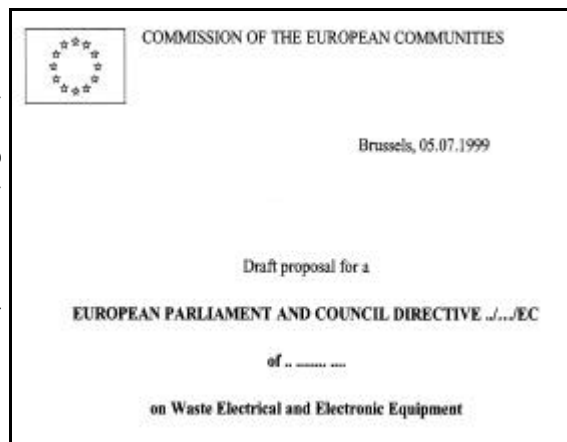 COMMISSION OF THE EUROPEAN COMMUNITIES
Brussels, 05.07.1999
Draft proposal for a
EUROPEAN PARLIAMENT AND COUNCIL DIRECTIVE ../.../EC
of .. ........ ....
on Waste Electrical and Electronic Equipment